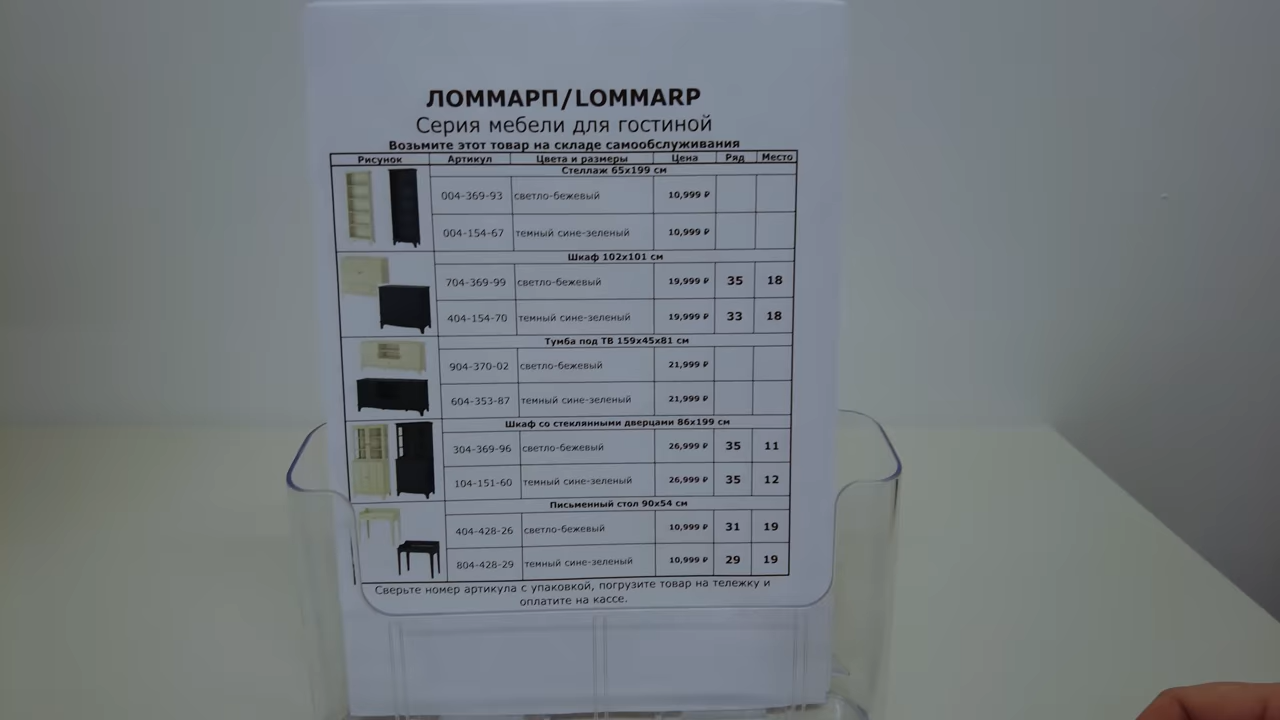 ЛОММАРП/LOMMARP
Серия мебели для гостиной
Возьмите этот товар на складе самообслуживания
Рисунок Артикул Цвета и размеры Цена Ряд Место
Стеллаж 65x199 см
004-369-93 светло-бежевый 10,999 ₽
004-154-67 темный сине-зеленый 10,999 ₽
Шкаф 102x101 см
704-369-99 светло-бежевый 19,999 ₽ 35 18
404-154-70 темный сине-зеленый 19,999 ₽ 33 18
Тумба под ТВ 159x45x81 см
904-370-02 светло-бежевый 21,999 ₽
604-353-87 темный сине-зеленый 21,999 ₽
Шкаф со стеклянными дверцами 86x199 см
304-369-96 светло-бежевый 26,999 ₽ 35 11
104-151-60 темный сине-зеленый 26,999 ₽ 35 12
Письменный стол 90x54 см
404-428-26 светло-бежевый 10,999 ₽ 31 19
804-428-29 темный сине-зеленый 10,999 ₽ 29 19
Сверьте номер артикула с упаковкой, погрузите товар на тележку и
оплатите на кассе.